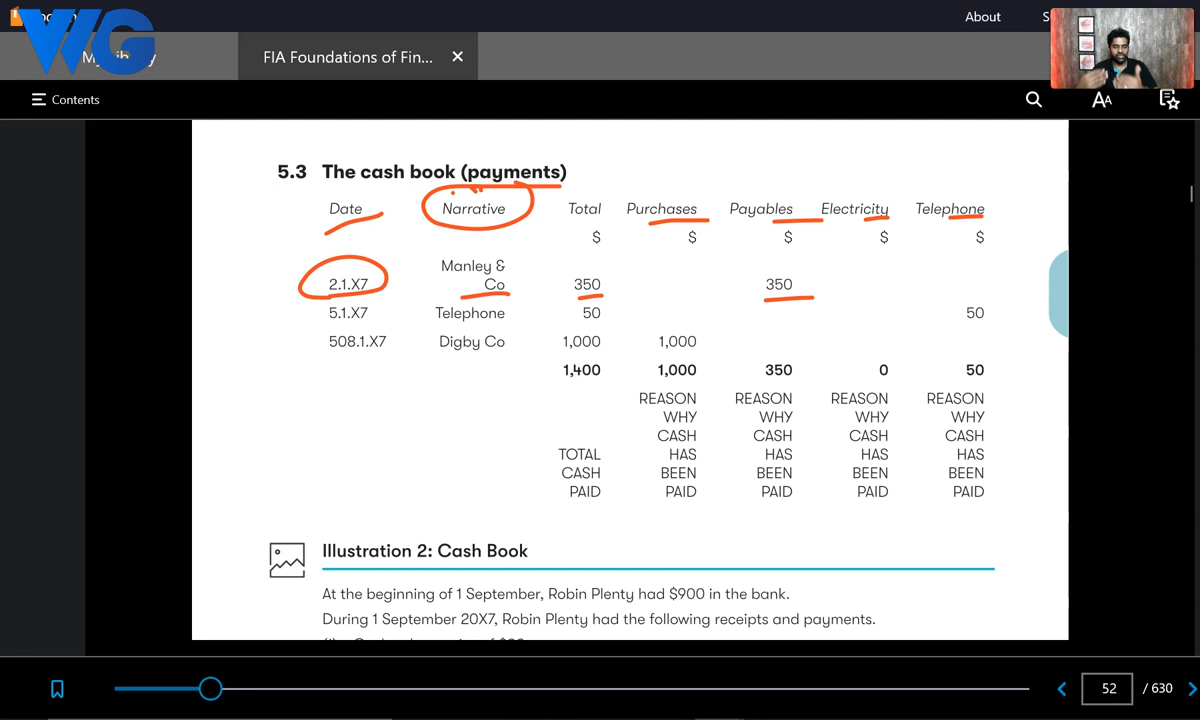 About
WG
FIA Foundations of Fin... ✕
Contents
AA
5.3 The cash book (payments)
Date Narrative Total Purchases Payables Electricity Telephone
$ $ $ $ $
Manley &
2.1.X7 Co 350 350
5.1.X7 Telephone 50 50
508.1.X7 Digby Co 1,000 1,000
1,400 1,000 350 0 50
REASON REASON REASON REASON
WHY WHY WHY WHY
CASH CASH CASH CASH
TOTAL HAS HAS HAS HAS
CASH BEEN BEEN BEEN BEEN
PAID PAID PAID PAID PAID
Illustration 2: Cash Book
At the beginning of 1 September, Robin Plenty had $900 in the bank.
During 1 September 20X7, Robin Plenty had the following receipts and payments.
52 / 630